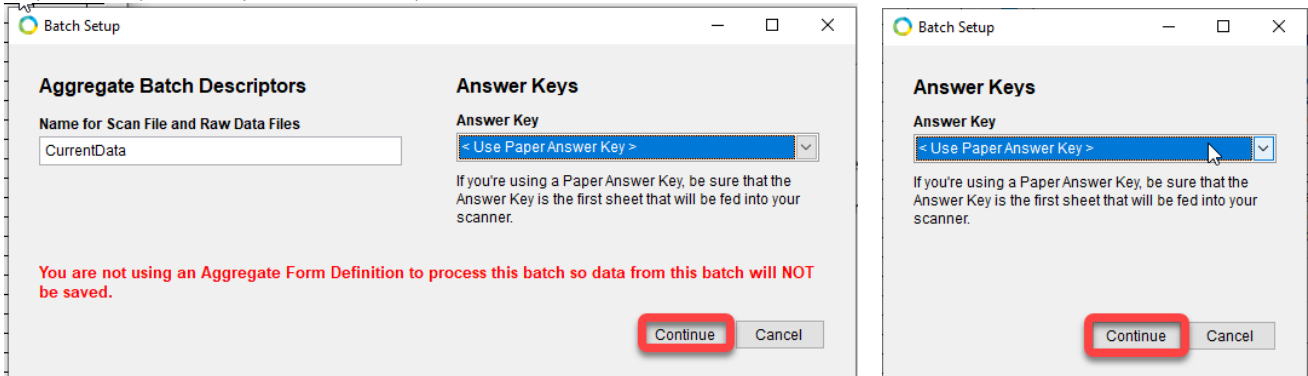 Batch Setup
Aggregate Batch Descriptors
Name for Scan File and Raw Data Files
CurrentData
Answer Keys
Answer Key
< Use Paper Answer Key >
If you're using a Paper Answer Key, be sure that the
Answer Key is the first sheet that will be fed into your
scanner.
You are not using an Aggregate Form Definition to process this batch so data from this batch will NOT
be saved.
Continue Cancel
Batch Setup
Answer Keys
Answer Key
< Use Paper Answer Key >
If you're using a Paper Answer Key, be sure that the
Answer Key is the first sheet that will be fed into your
scanner.
Continue Cancel